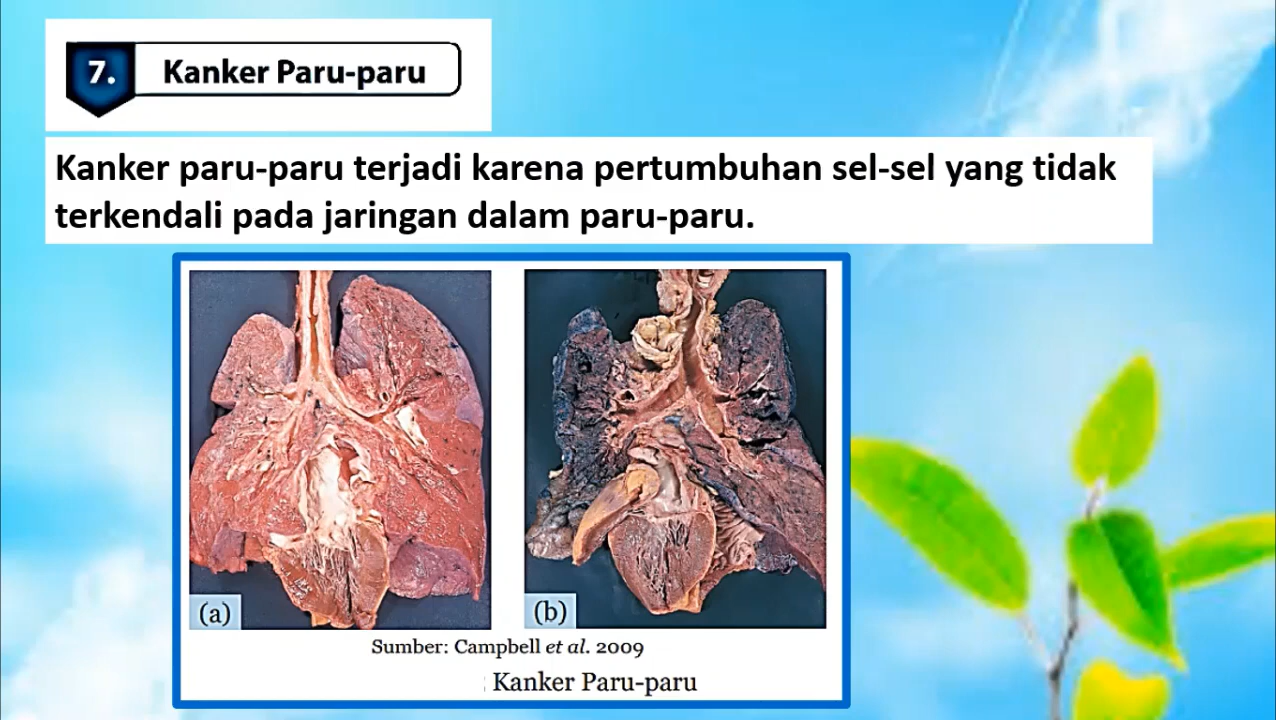 7. Kanker Paru-paru
Kanker paru-paru terjadi karena pertumbuhan sel-sel yang tidak
terkendali pada jaringan dalam paru-paru.
(a) (b)
Sumber: Campbell et al. 2009
Kanker Paru-paru